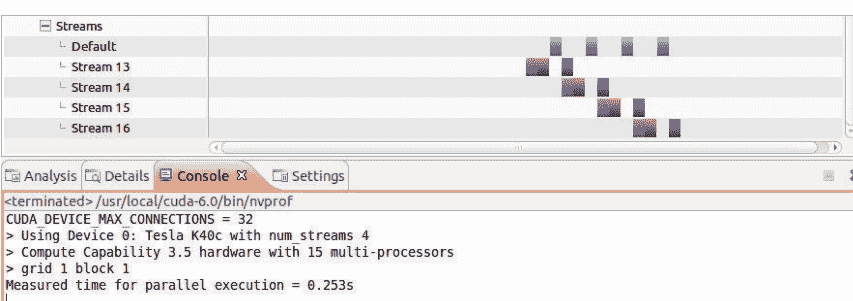 Streams
Default
Stream 13
Stream 14
Stream 15
Stream 16
Analysis Details Console Settings
<terminated> /usr/local/cuda-6.0/bin/nvprof
CUDA_DEVICE_MAX_CONNECTIONS = 32
> Using Device 0: Tesla K40c with num_streams 4
> Compute Capability 3.5 hardware with 15 multi-processors
> grid 1 block 1
Measured time for parallel execution = 0.253s